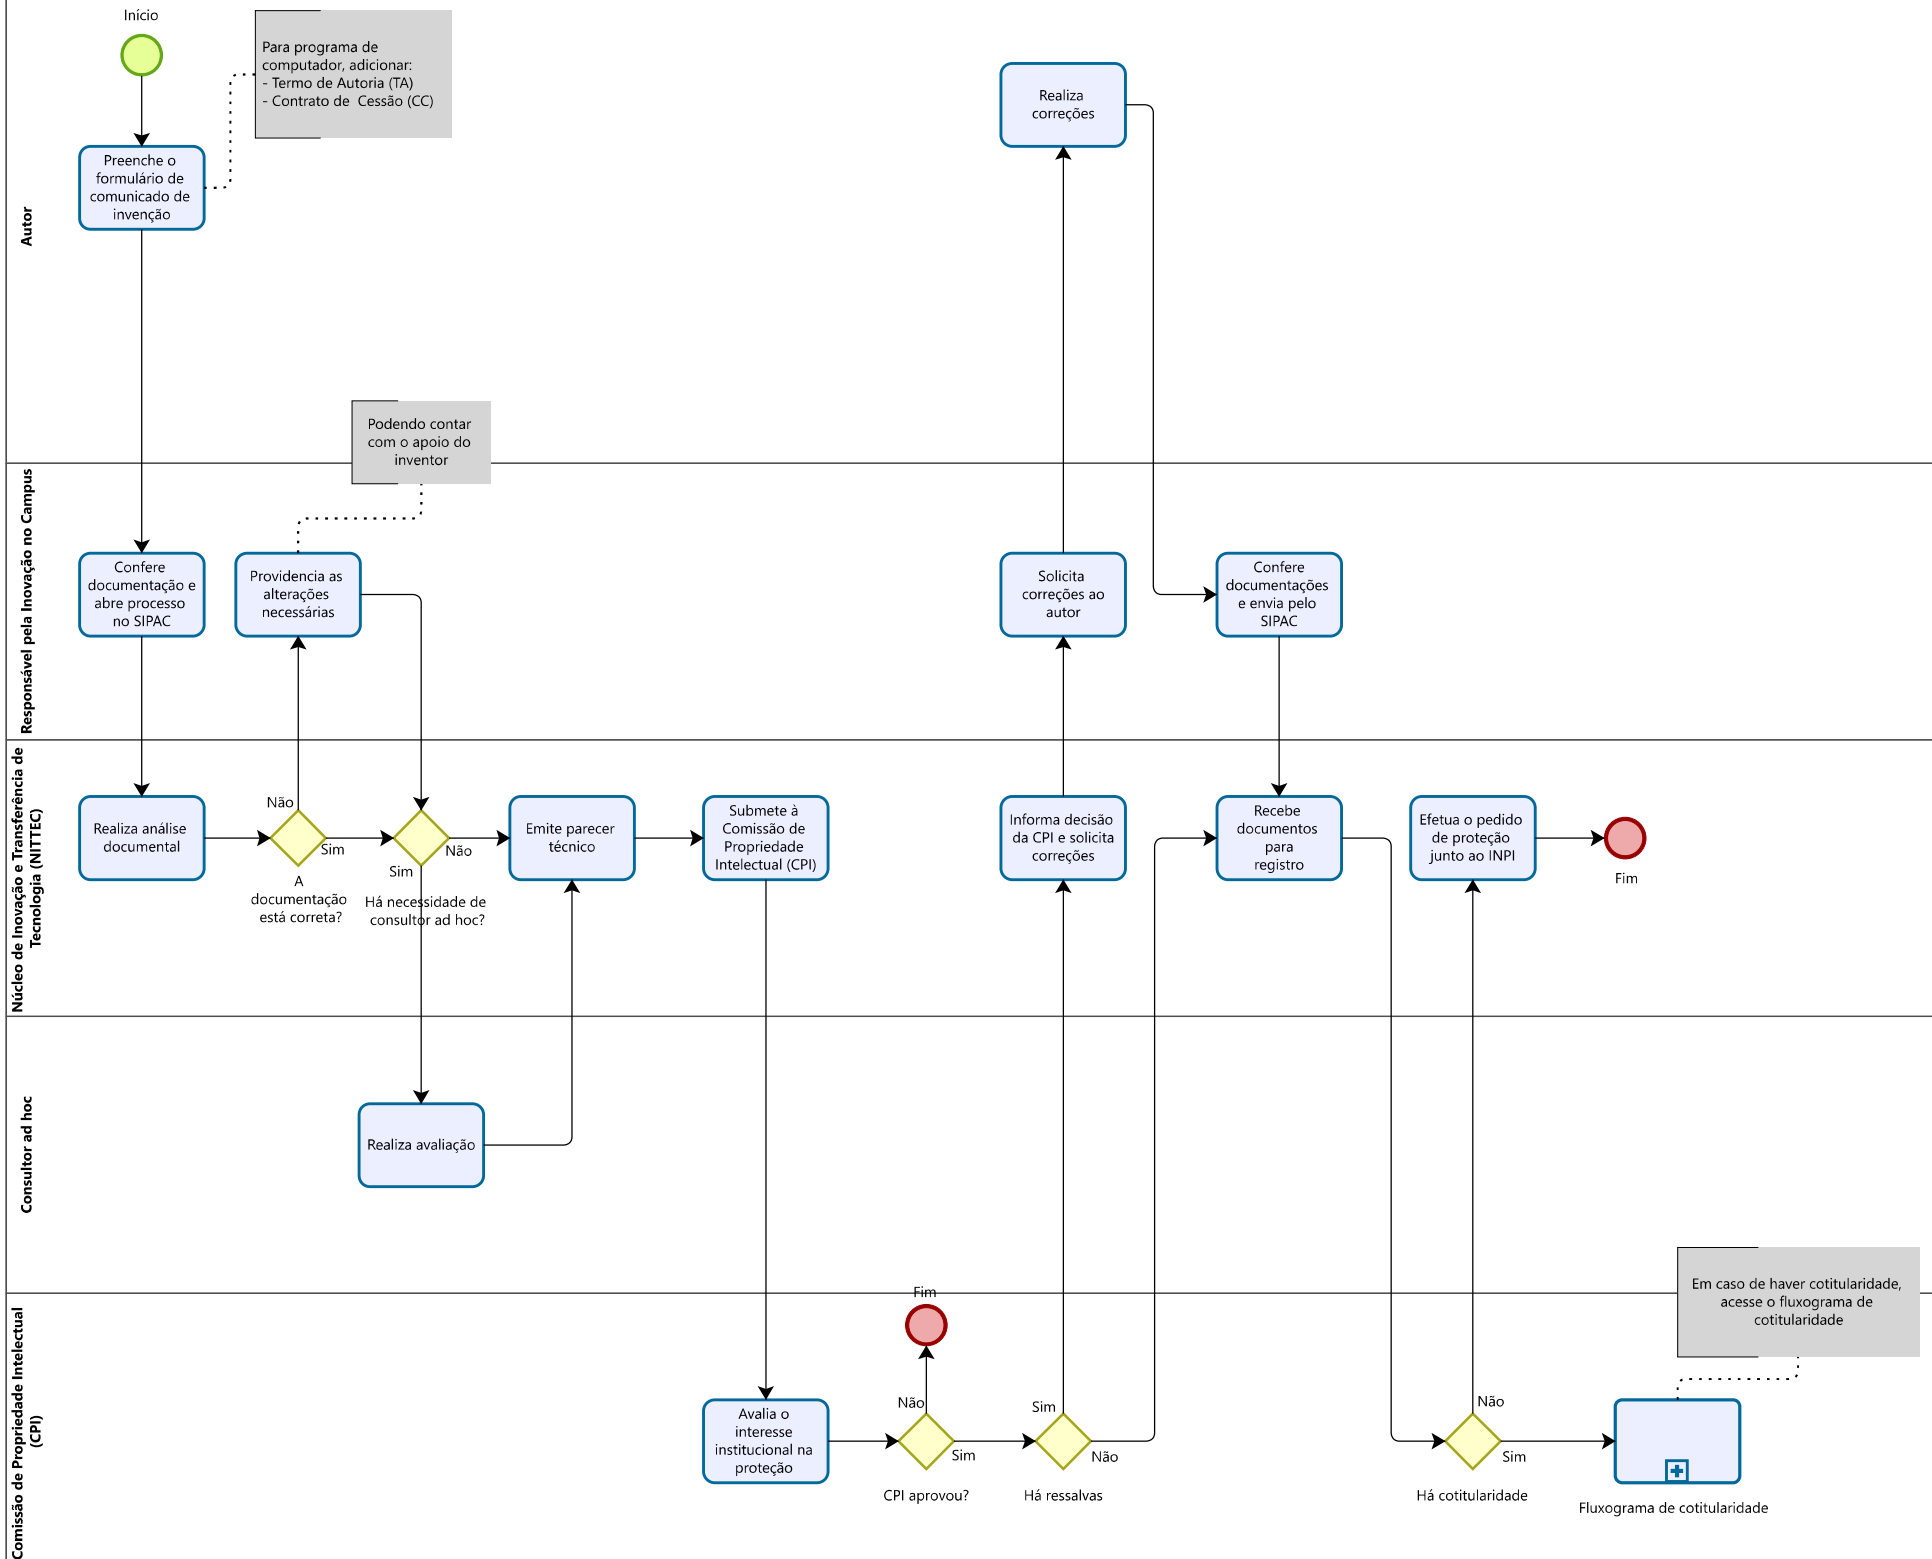 Autor
Início
Para programa de
computador, adicionar:
- Termo de Autoria (TA)
- Contrato de  Cessão (CC)
Preenche o
formulário de
comunicado de
invenção
Realiza
correções
Podendo contar
com o apoio do
inventor
Responsável pela Inovação no Campus
Confere
documentação e
abre processo
no SIPAC
Providencia as
alterações
necessárias
Solicita
correções ao
autor
Confere
documentações
e envia pelo
SIPAC
Núcleo de Inovação e Transferência de
Tecnologia (NITTEC)
Realiza análise
documental
Não
Sim
A
documentação
está correta?
Não
Sim
Há necessidade de
consultor ad hoc?
Emite parecer
técnico
Submete à
Comissão de
Propriedade
Intelectual (CPI)
Informa decisão
da CPI e solicita
correções
Recebe
documentos
para
registro
Efetua o pedido
de proteção
junto ao INPI
Fim
Consultor ad hoc
Realiza avaliação
Comissão de Propriedade Intelectual
(CPI)
Avalia o
interesse
institucional na
proteção
Fim
Não
Sim
CPI aprovou?
Sim
Não
Há ressalvas
Não
Sim
Há cotitularidade
Em caso de haver cotitularidade,
acesse o fluxograma de
cotitularidade
Fluxograma de cotitularidade